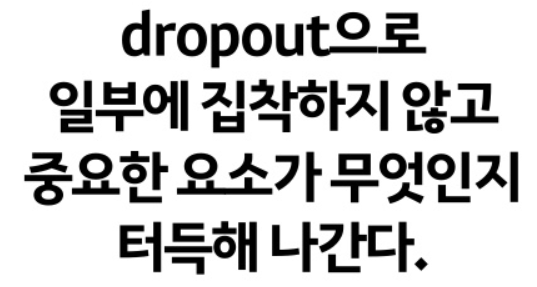 dropout으로
일부에 집착하지 않고
중요한 요소가 무엇인지
터득해 나간다.